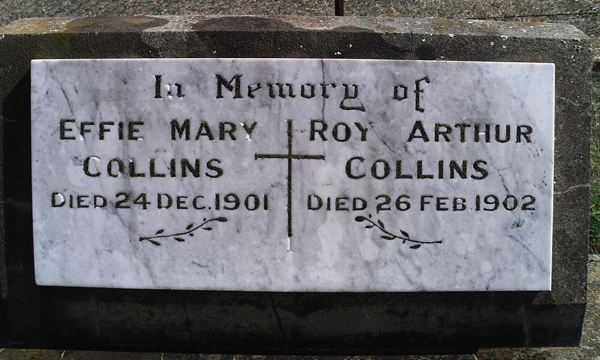 In Memory of
EFFIE MARY
COLLINS
DIED 24 DEC. 1901
ROY ARTHUR
COLLINS
DIED 26 FEB. 1902